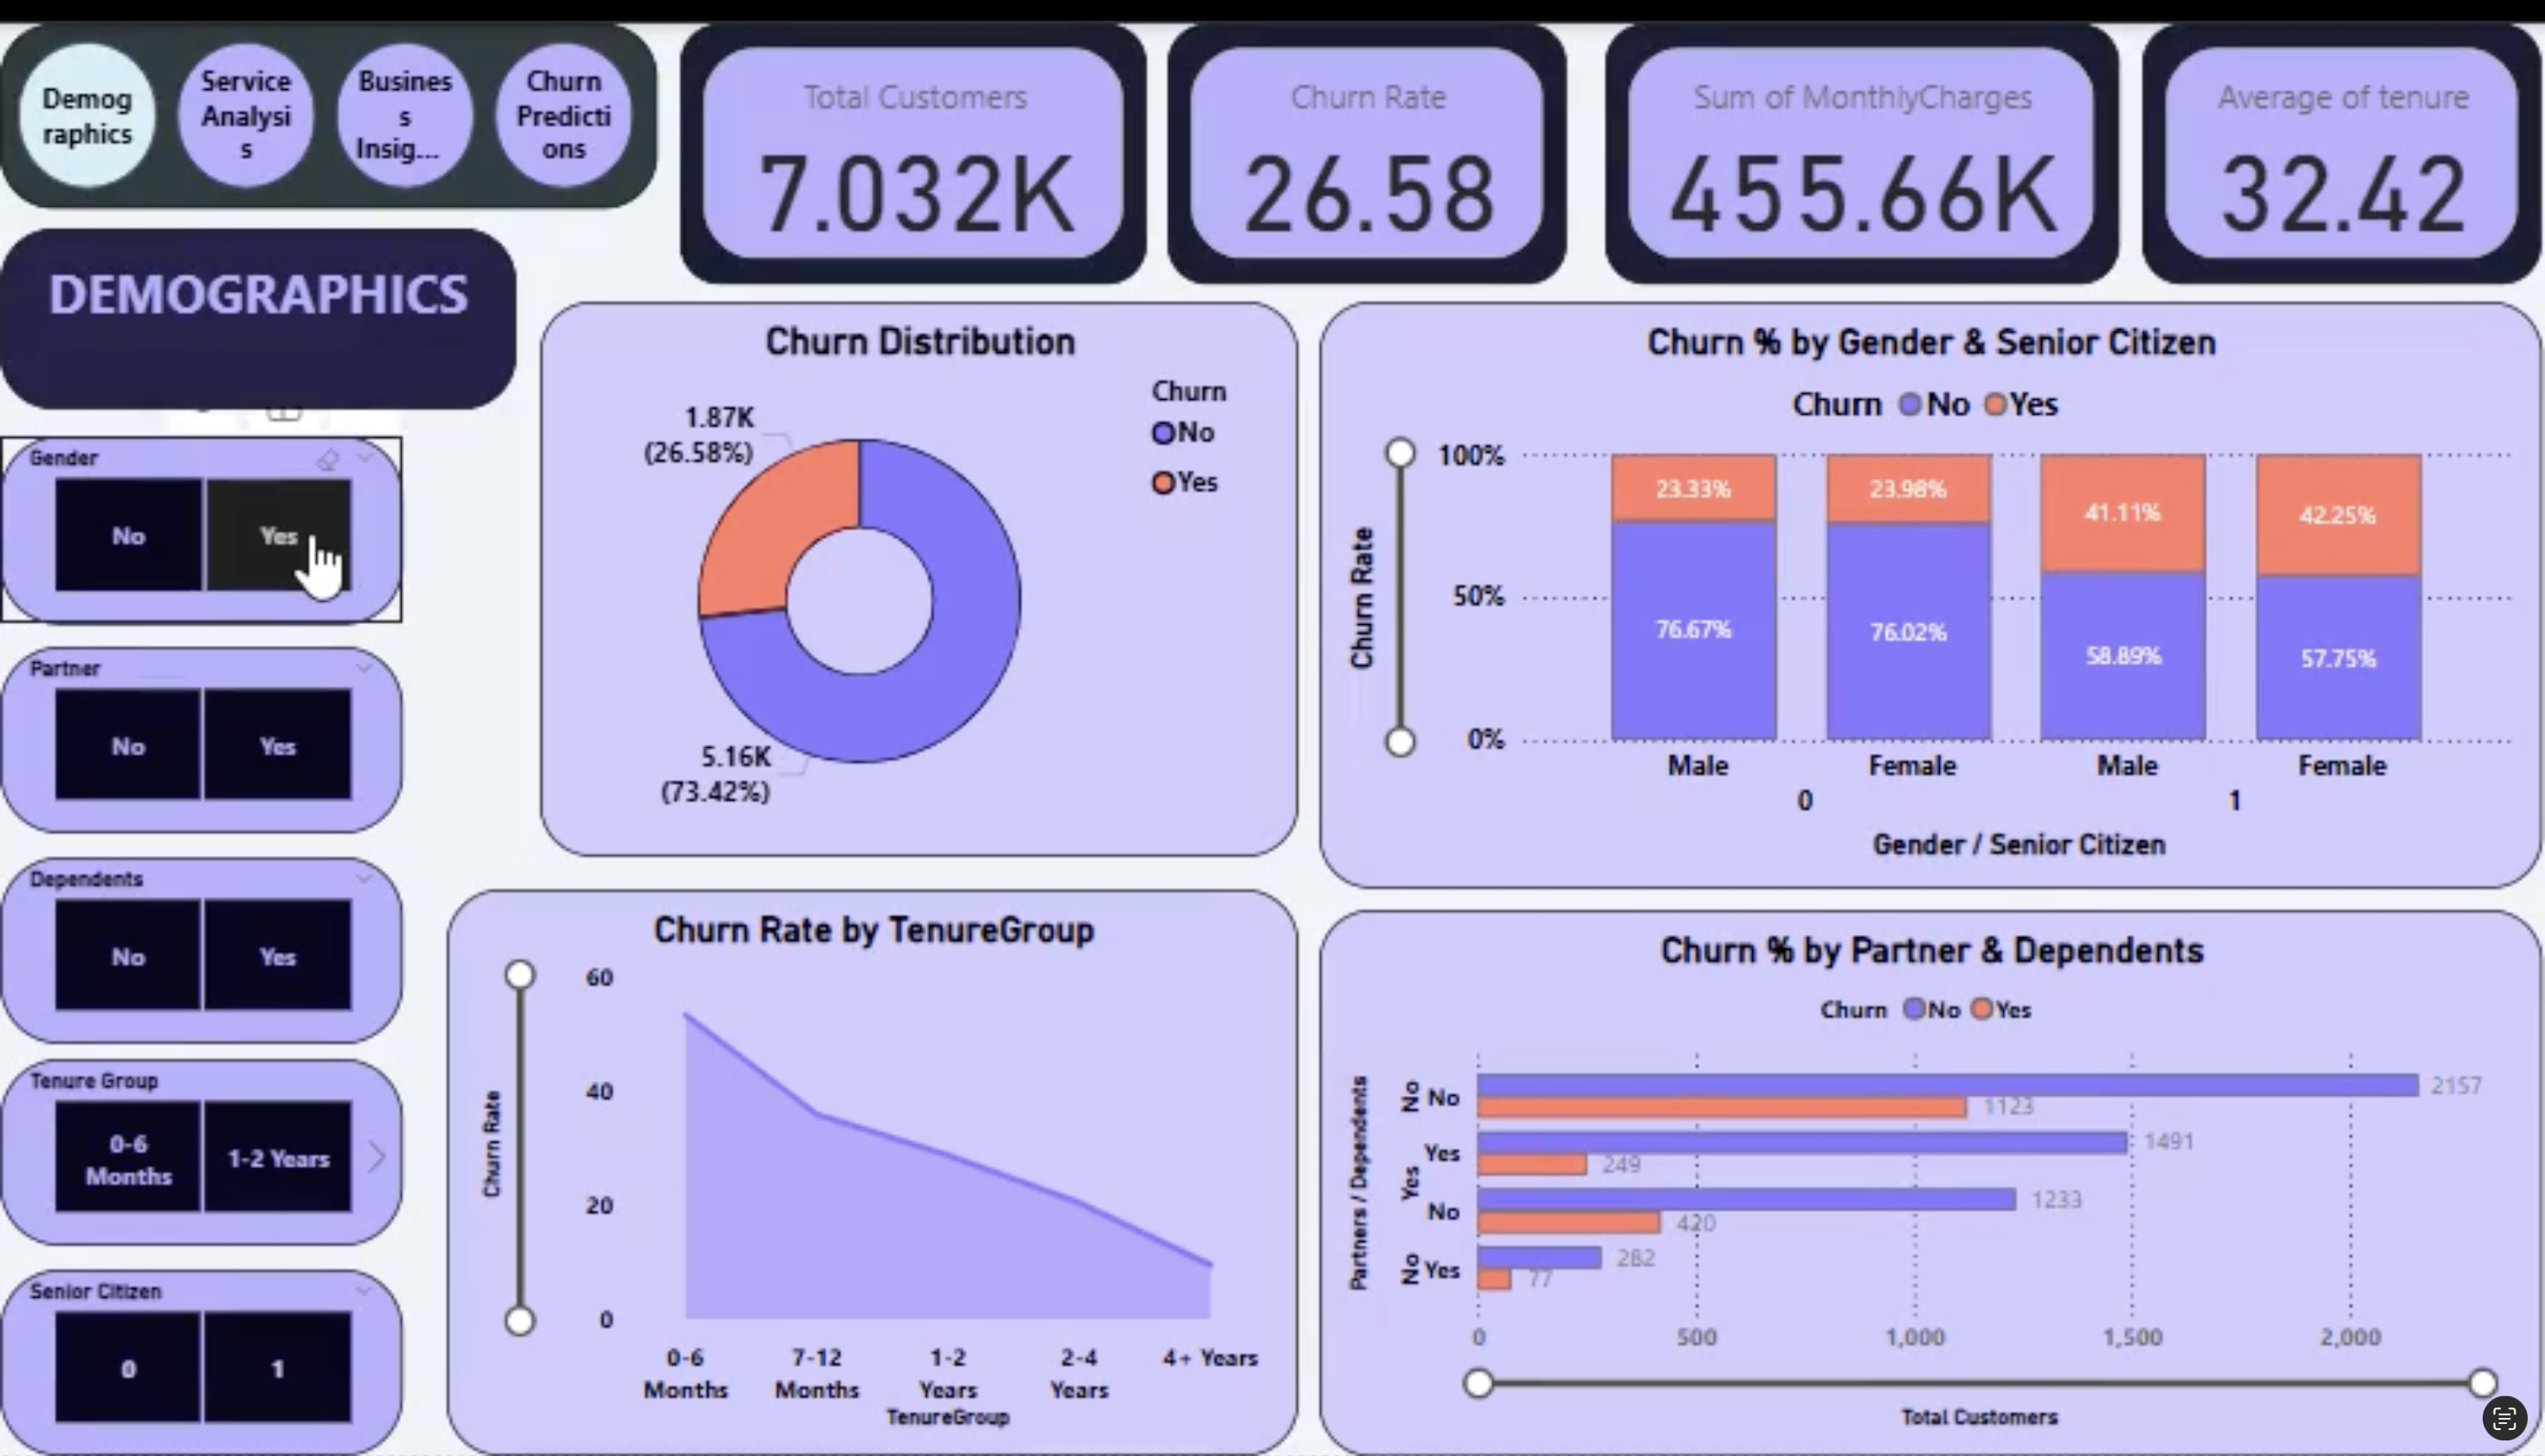 Demog
raphics
Service
Analysi
s
Busines
s
Insig...
Churn
Predicti
ons
Total Customers
7.032K
Churn Rate
26.58
Sum of MonthlyCharges
455.66K
Average of tenure
32.42
DEMOGRAPHICS
Gender
No Yes
Partner
No Yes
Dependents
No Yes
Tenure Group
0-6
Months
1-2 Years
Senior Citizen
0 1
Churn Distribution
Churn
No
Yes
1.87K
(26.58%)
5.16K
(73.42%)
Churn % by Gender & Senior Citizen
Churn No Yes
Churn Rate
100%
50%
0%
23.33%
23.98%
41.11%
42.25%
76.67%
76.02%
58.89%
57.75%
Male Female Male Female
0 1
Gender / Senior Citizen
Churn Rate by TenureGroup
Churn Rate
60
40
20
0
0-6
Months
7-12
Months
1-2
Years
2-4
Years
4+ Years
TenureGroup
Churn % by Partner & Dependents
Churn No Yes
Partners / Dependents
No
No
2157
1123
Yes
Yes
1491
249
No
1233
420
No
Yes
282
77
0 500 1,000 1,500 2,000
Total Customers